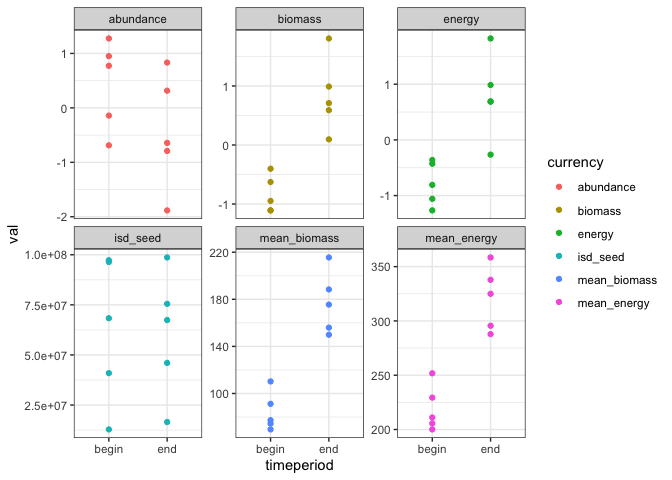 abundance
biomass
energy
1
0
-1
-2
1
0
-1
1
0
-1
val
isd_seed
mean_biomass
mean_energy
1.0e+08
7.5e+07
5.0e+07
2.5e+07
220
180
140
100
350
300
250
200
begin
end
begin
end
begin
end
timeperiod
currency
abundance
biomass
energy
isd_seed
mean_biomass
mean_energy